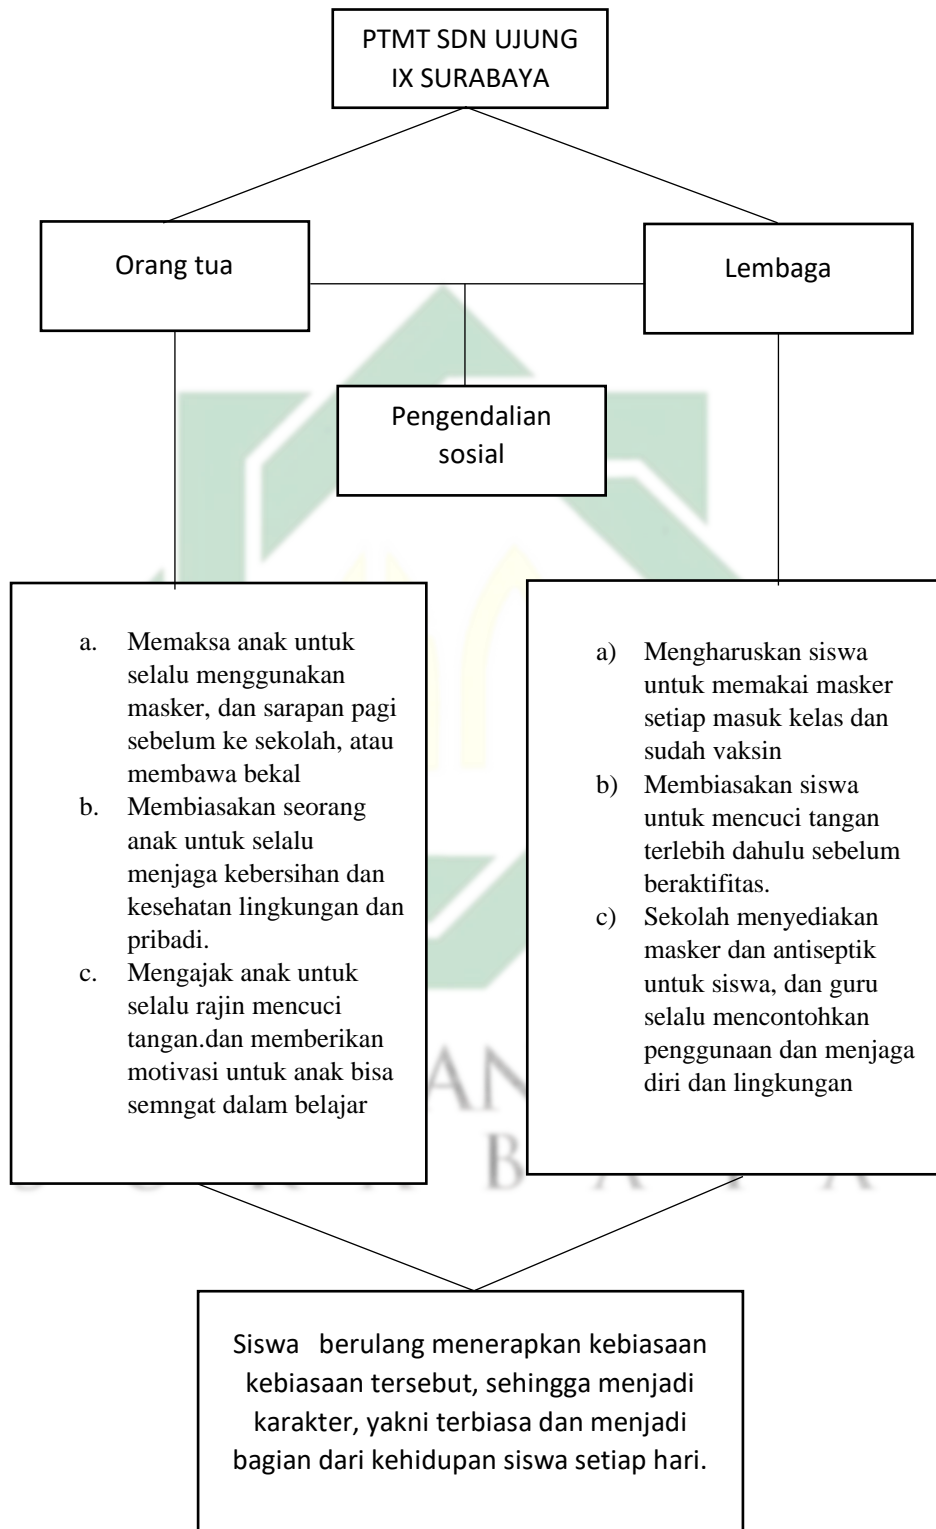 PTMT SDN UJUNG
IX SURABAYA
Orang tua
Lembaga
Pengendalian
sosial
a. Memaksa anak untuk
selalu menggunakan
masker, dan sarapan pagi
sebelum ke sekolah, atau
membawa bekal
b. Membiasakan seorang
anak untuk selalu
menjaga kebersihan dan
kesehatan lingkungan dan
pribadi.
c. Mengajak anak untuk
selalu rajin mencuci
tangan.dan memberikan
motivasi untuk anak bisa
semngat dalam belajar
a) Mengharuskan siswa
untuk memakai masker
setiap masuk kelas dan
sudah vaksin
b) Membiasakan siswa
untuk mencuci tangan
terlebih dahulu sebelum
beraktifitas.
c) Sekolah menyediakan
masker dan antiseptik
untuk siswa, dan guru
selalu mencontohkan
penggunaan dan menjaga
diri dan lingkungan
Siswa berulang menerapkan kebiasaan
kebiasaan tersebut, sehingga menjadi
karakter, yakni terbiasa dan menjadi
bagian dari kehidupan siswa setiap hari.